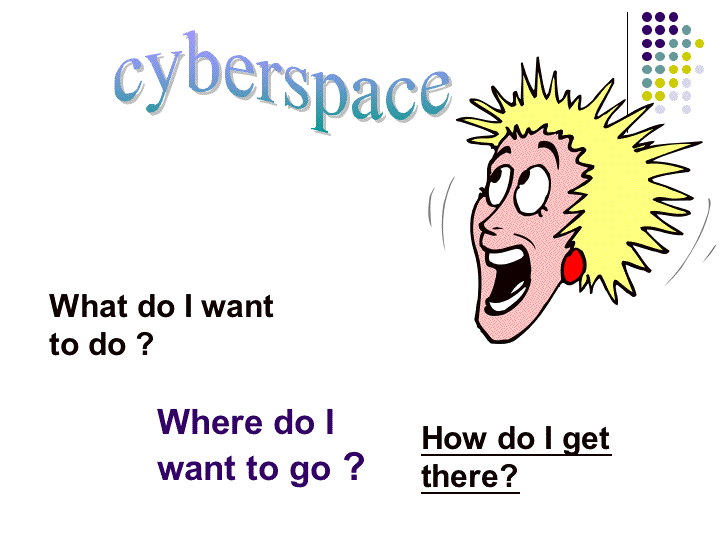 cyberspace
What do I want
to do ?
Where do I
want to go ?
How do I get
there?